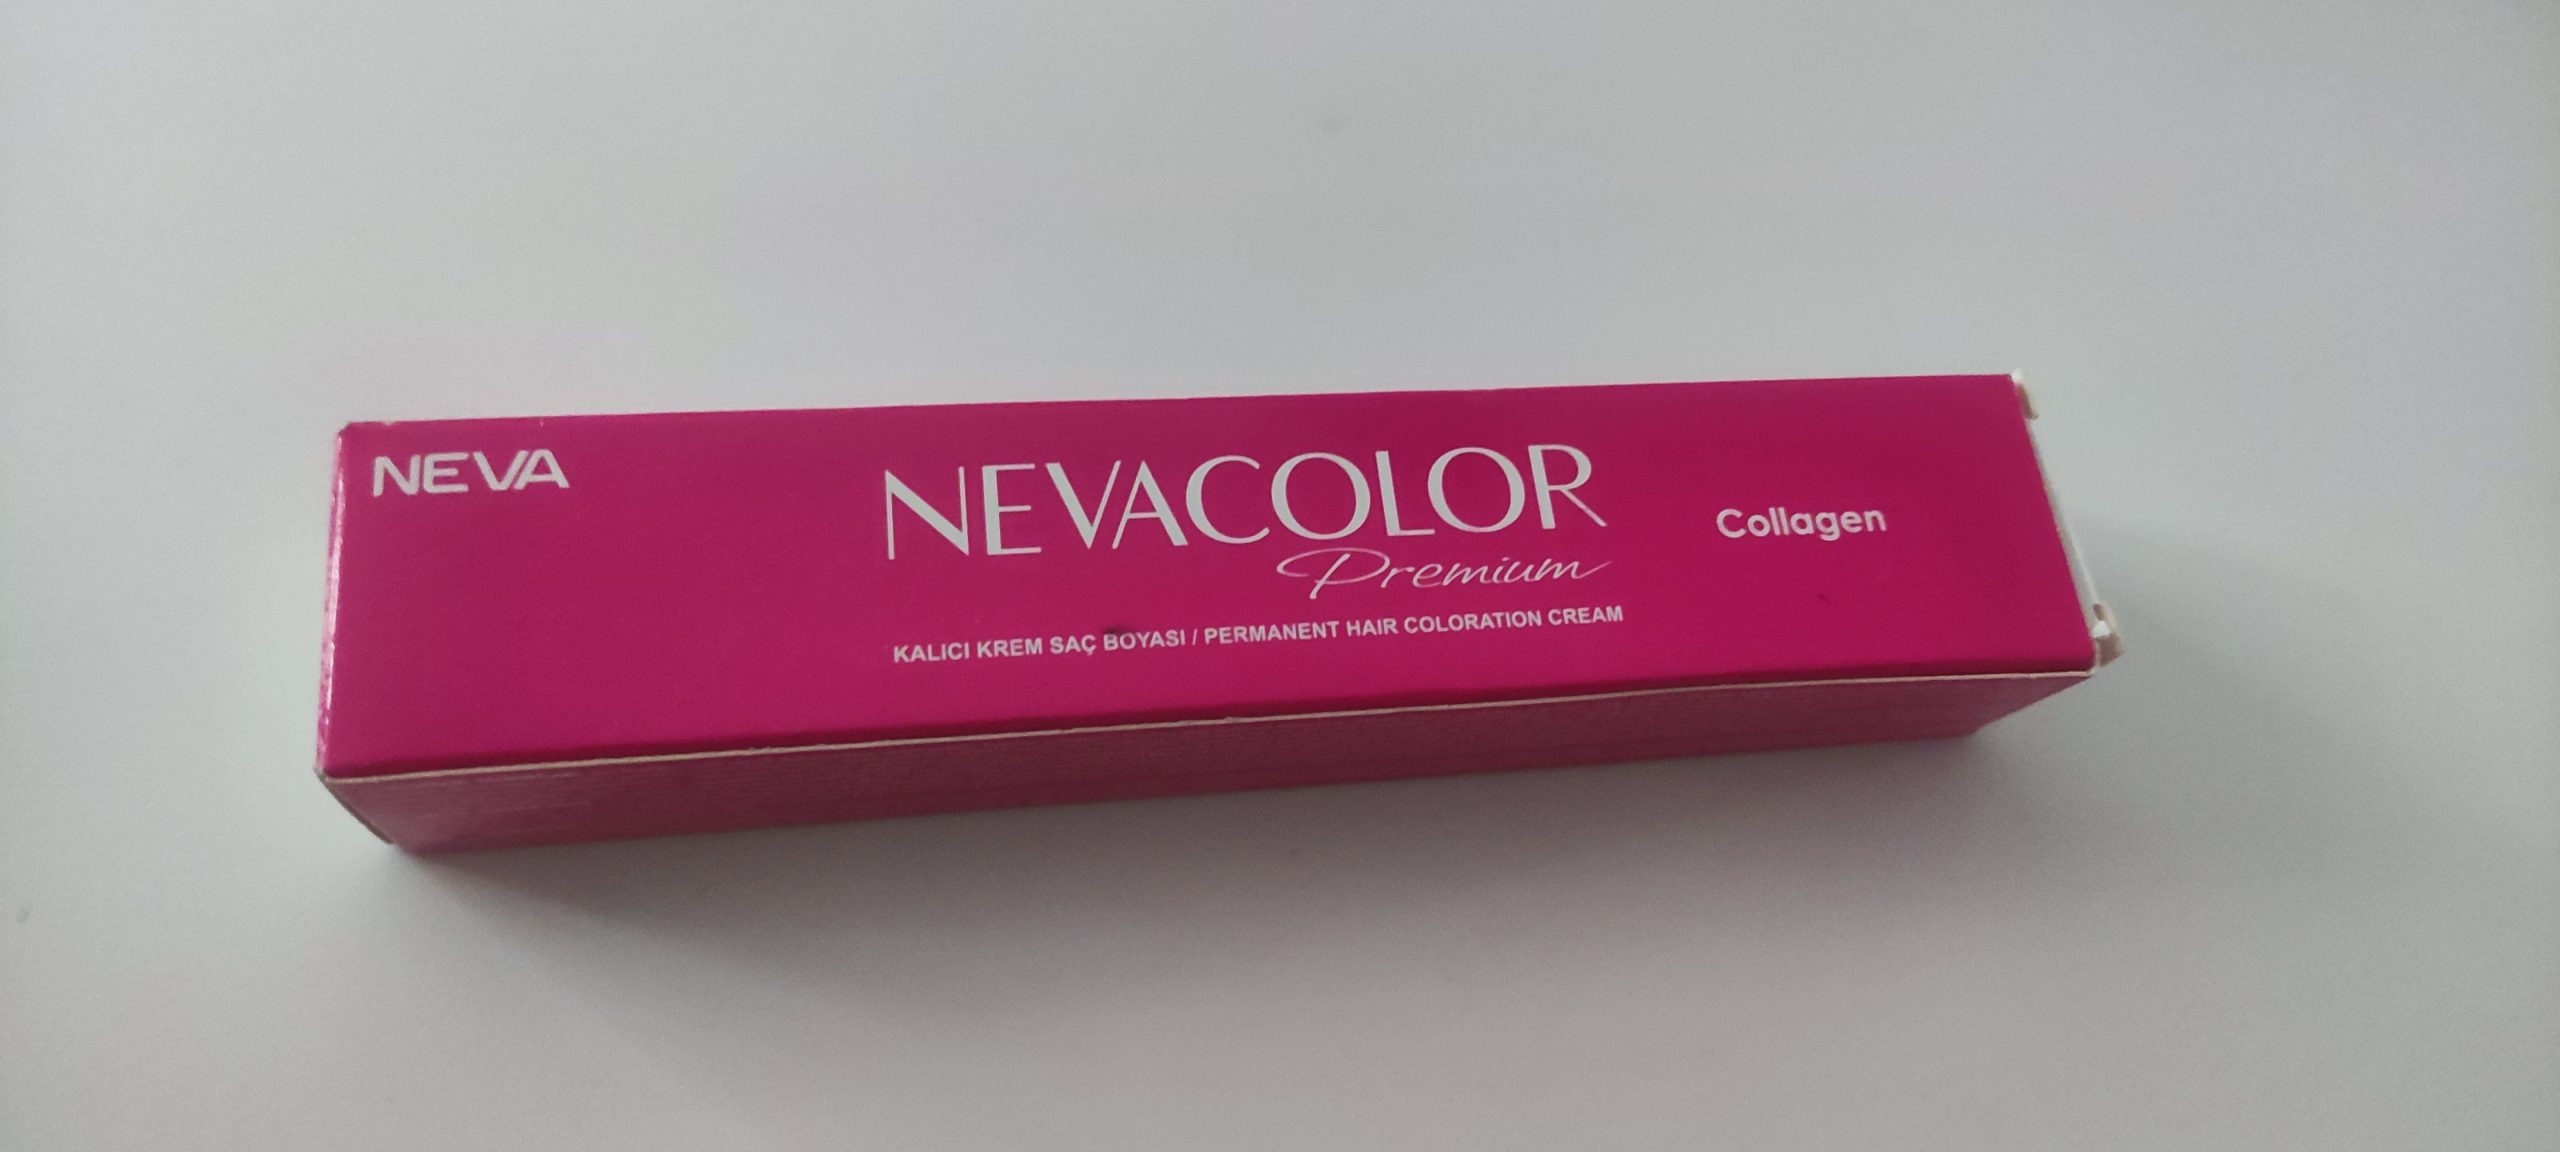 NEVA
NEVACOLOR
Premium
Collagen
KALICI KREM SAÇ BOYASI / PERMANENT HAIR COLORATION CREAM